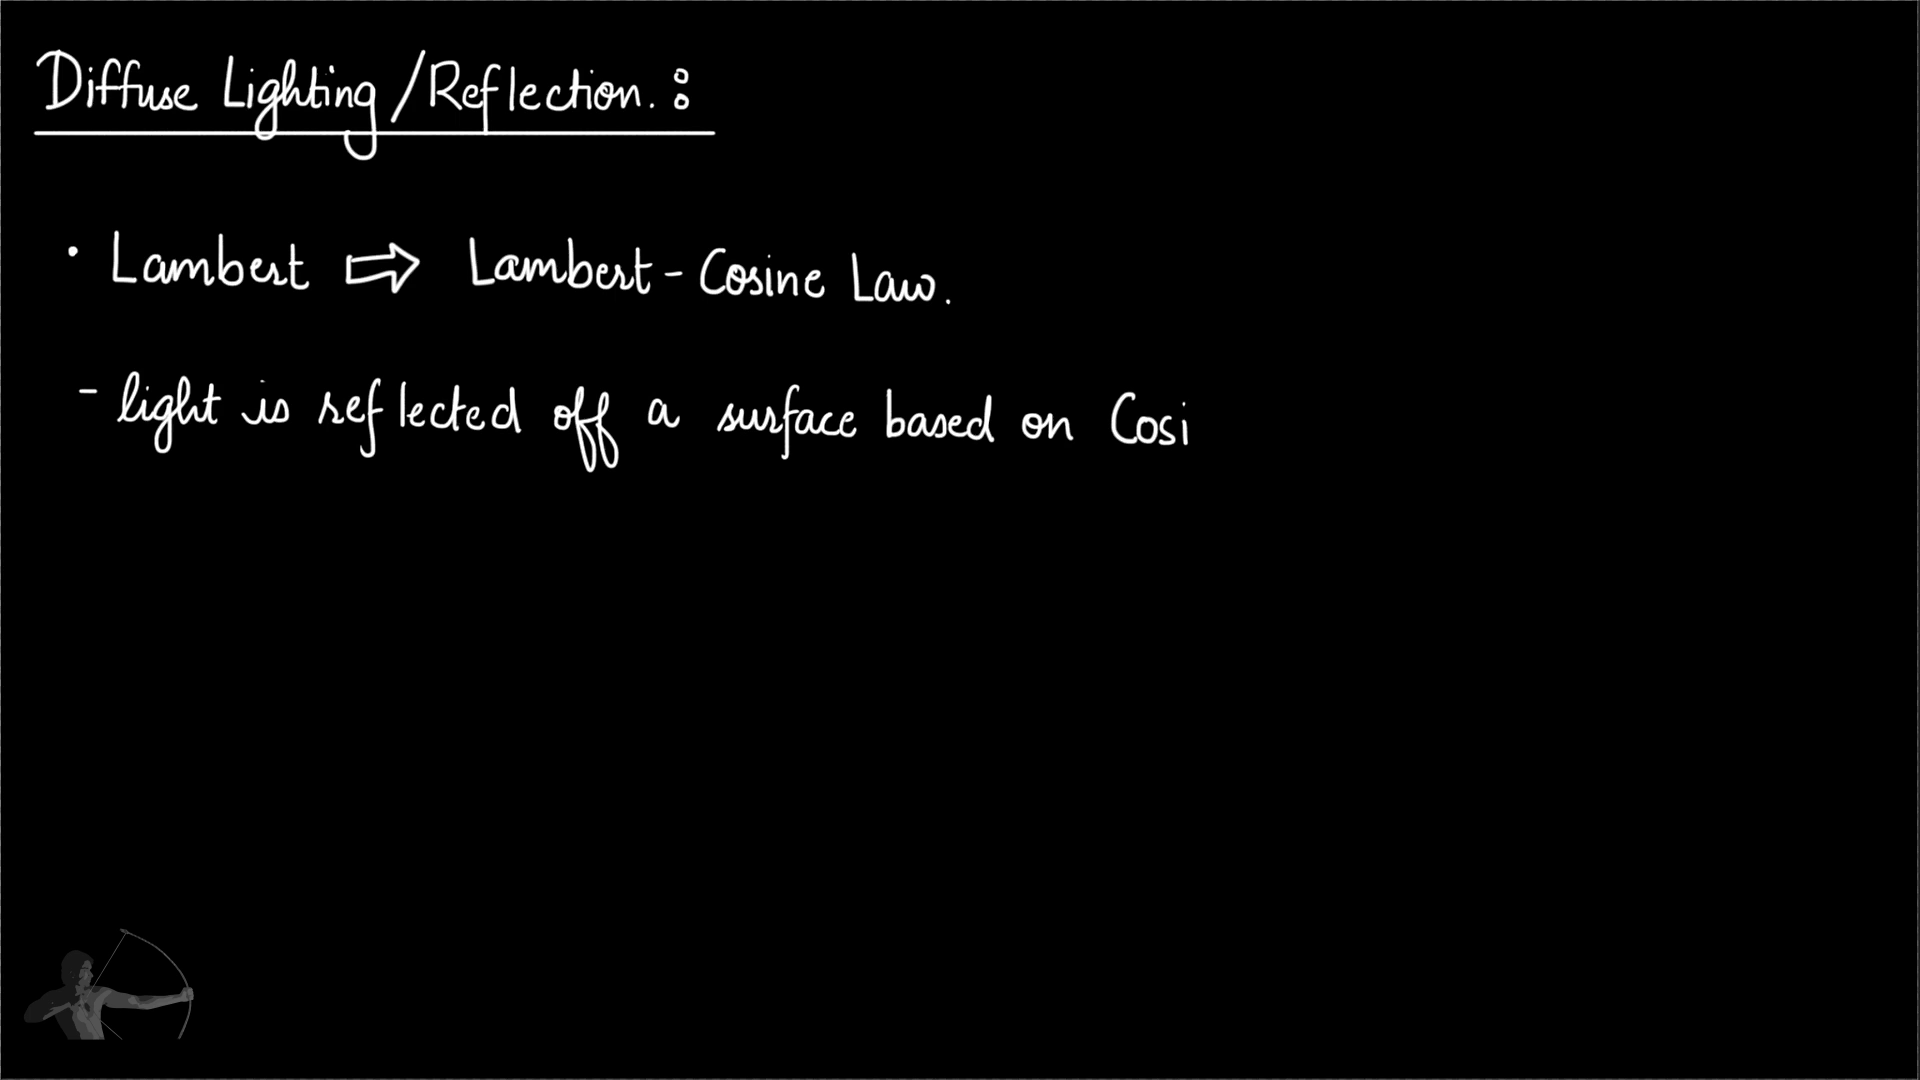 Diffuse Lighting/Reflection. :
• Lambert ⇨ Lambert-Cosine Law.
- light is reflected off a surface based on Cosi